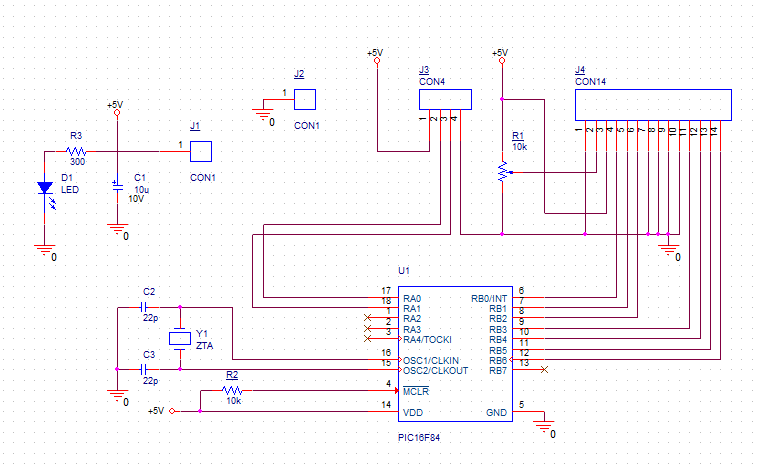 +5V
+5V
J3
CON4
J4
CON14
J2
1
CON1
0
+5V
J1
1
CON1
R3
300
D1
LED
C1
10u
10V
0
0
1
2
3
4
R1
10k
1
2
3
4
5
6
7
8
9
10
11
12
13
14
0
U1
17
RA0
RB0/INT
6
18
RA1
RB1
7
1
RA2
RB2
8
2
RA3
RB3
9
3
RA4/TOCKI
RB4
10
RB5
11
16
OSC1/CLKIN
RB6
12
15
OSC2/CLKOUT
RB7
13
4
MCLR
14
VDD
GND
5
PIC16F84
0
C2
22p
Y1
ZTA
C3
22p
0
R2
10k
+5V